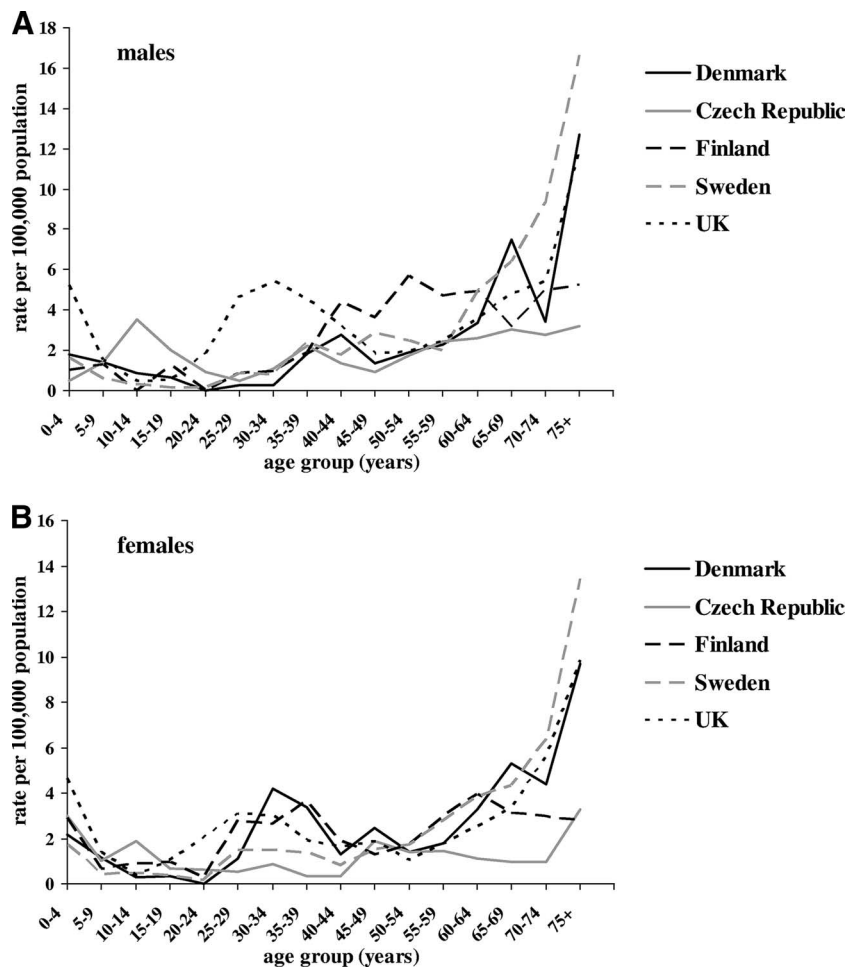 A
males
rate per 100,000 population
18
16
14
12
10
8
6
4
2
0
0-4
5-9
10-14
15-19
20-24
25-29
30-34
35-39
40-44
45-49
50-54
55-59
60-64
65-69
70-74
75+
age group (years)
Denmark
Czech Republic
Finland
Sweden
UK
B
females
rate per 100,000 population
16
14
12
10
8
6
4
2
0
0-4
5-9
10-14
15-19
20-24
25-29
30-34
35-39
40-44
45-49
50-54
55-59
60-64
65-69
70-74
75+
age group (years)
Denmark
Czech Republic
Finland
Sweden
UK